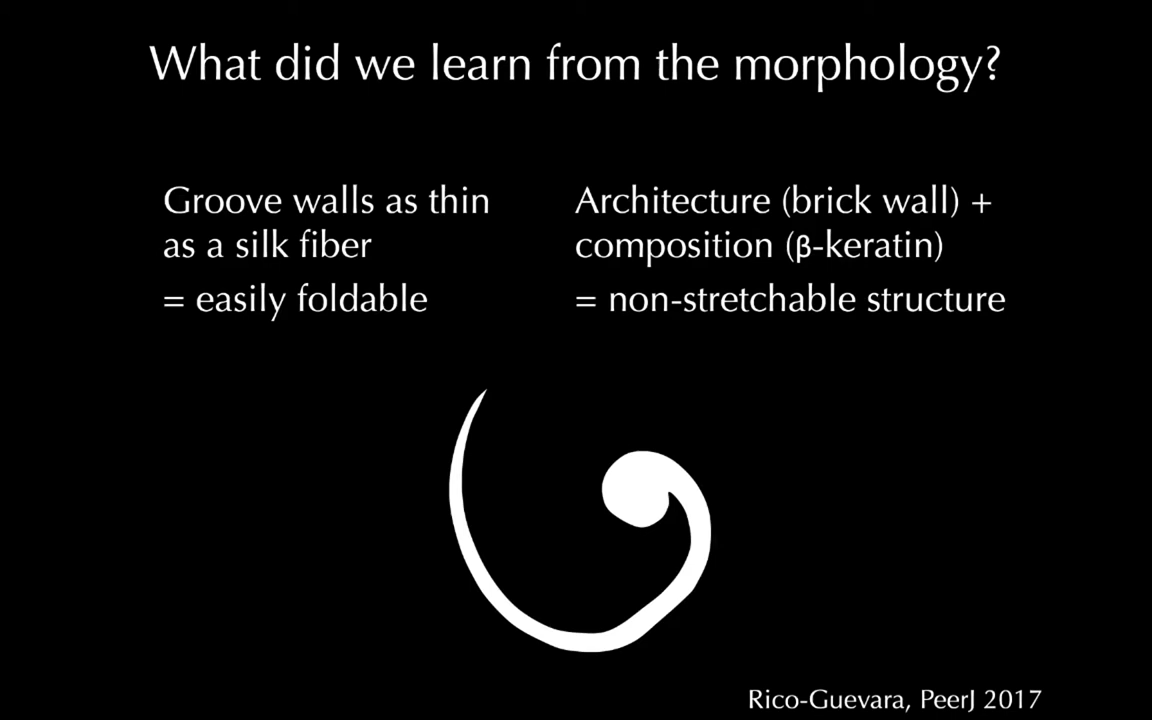 What did we learn from the morphology?
Groove walls as thin
as a silk fiber
= easily foldable
Architecture (brick wall) +
composition (β-keratin)
= non-stretchable structure
Rico-Guevara, PeerJ 2017